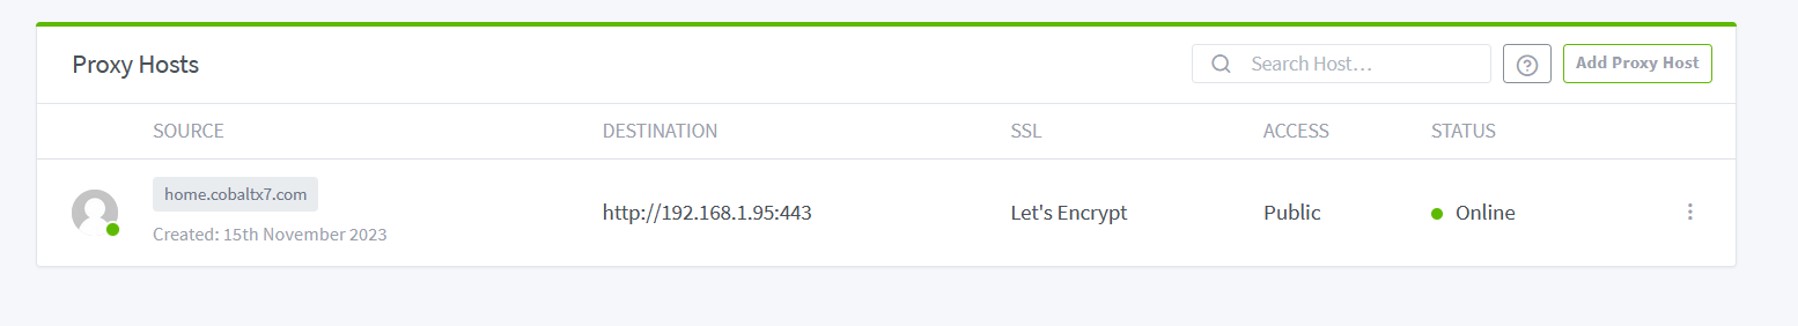 Proxy Hosts
Search Host...
Add Proxy Host
SOURCE DESTINATION SSL ACCESS STATUS
home.cobaltx7.com
http://192.168.1.95:443 Let's Encrypt Public Online
Created: 15th November 2023